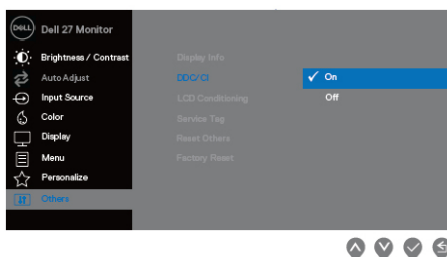 DELL
Dell 27 Monitor
Brightness / Contrast
Auto Adjust
Input Source
Color
Display
Menu
Personalize
Others
Display Info
DDC/CI
LCD Conditioning
Service Tag
Reset Others
Factory Reset
On
Off